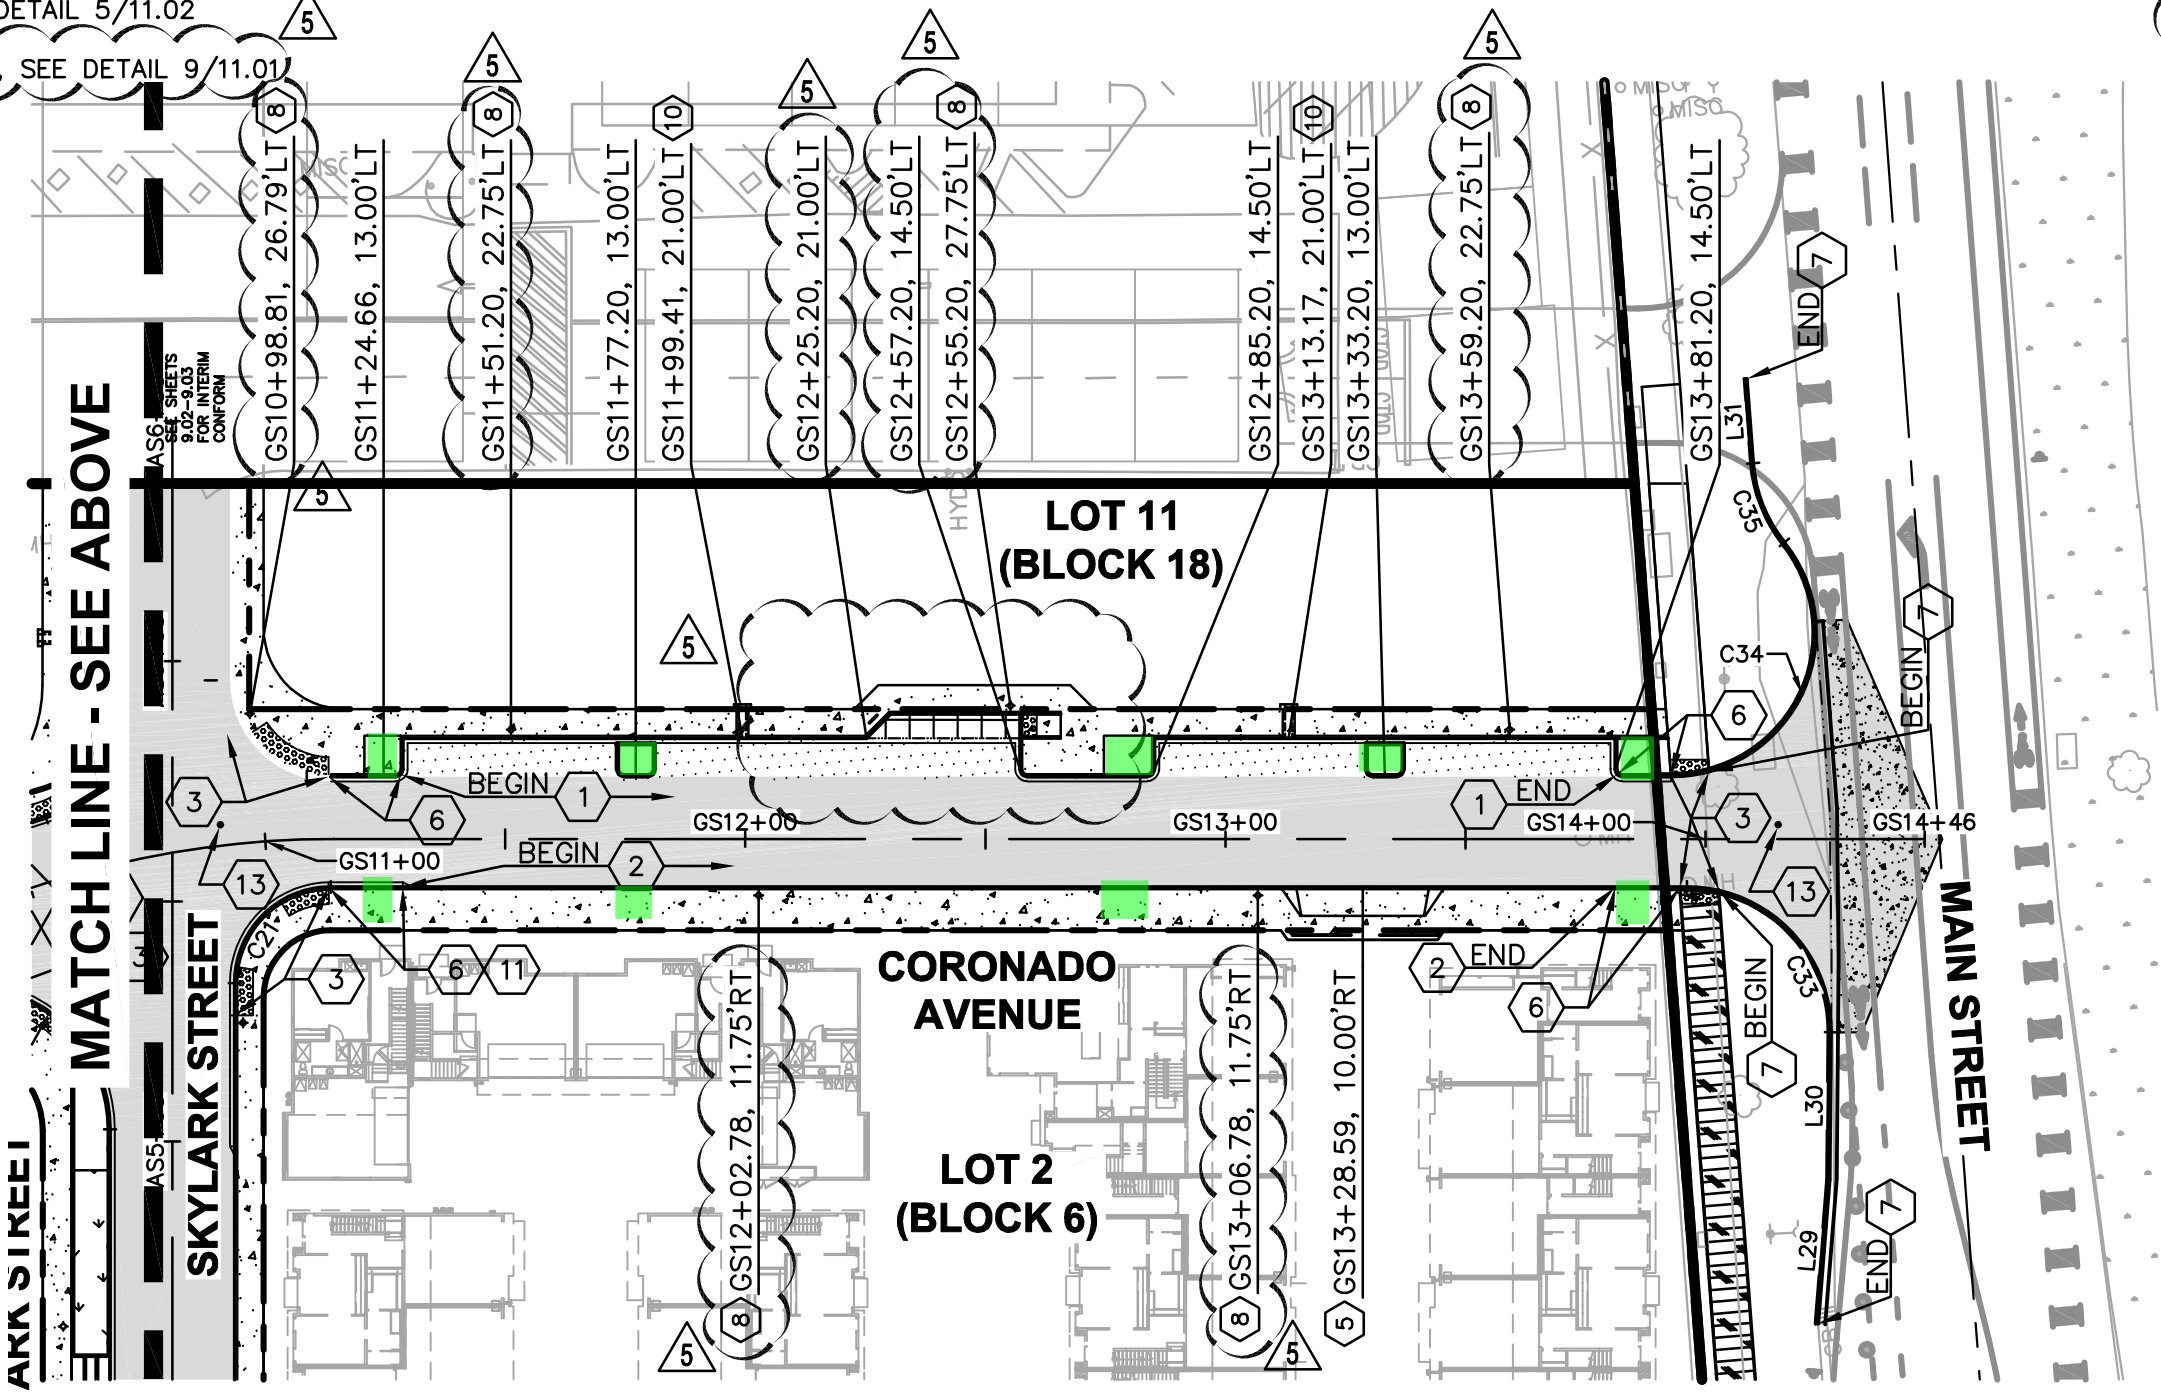 DETAIL 5/11.02
SEE DETAIL 9/11.01
5
5
5
5
5
8
8
10
8
10
8
GS10+98.81, 26.79'LT
GS11+24.66, 13.00'LT
GS11+51.20, 22.75'LT
GS11+77.20, 13.00'LT
GS11+99.41, 21.00'LT
GS12+25.20, 21.00'LT
GS12+57.20, 14.50'LT
GS12+55.20, 27.75'LT
GS12+85.20, 14.50'LT
GS13+13.17, 21.00'LT
GS13+33.20, 13.00'LT
GS13+59.20, 22.75'LT
GS13+81.20, 14.50'LT
MISC
MISC
SEE SHEETS
9.02-9.03
FOR INTERIM
CONFORM
AS6
MATCH LINE - SEE ABOVE
5
HYD
LOT 11
(BLOCK 18)
7
END
L31
C35
C34
7
BEGIN
5
6
3
BEGIN
1
6
1
END
3
GS12+00
GS13+00
GS14+00
GS14+46
GS11+00
BEGIN
2
13
13
MH
C21
3
6
11
CORONADO
AVENUE
2
END
6
BEGIN
7
C33
MAIN STREET
SKYLARK STREET
AS5
ARK STREET
GS12+02.78, 11.75'RT
8
5
LOT 2
(BLOCK 6)
GS13+06.78, 11.75'RT
8
5
GS13+28.59, 10.00'RT
5
L30
L29
7
END